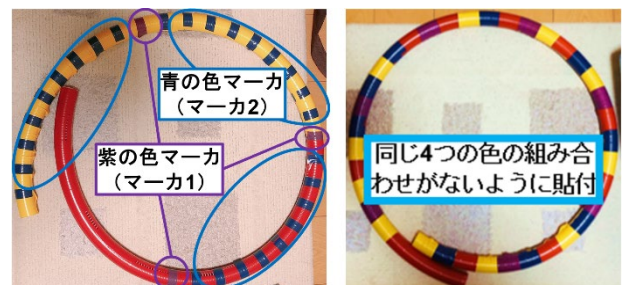 青の色マーカ
（マーカ2）
紫の色マーカ
（マーカ1）
同じ4つの色の組み合
わせがないように貼付